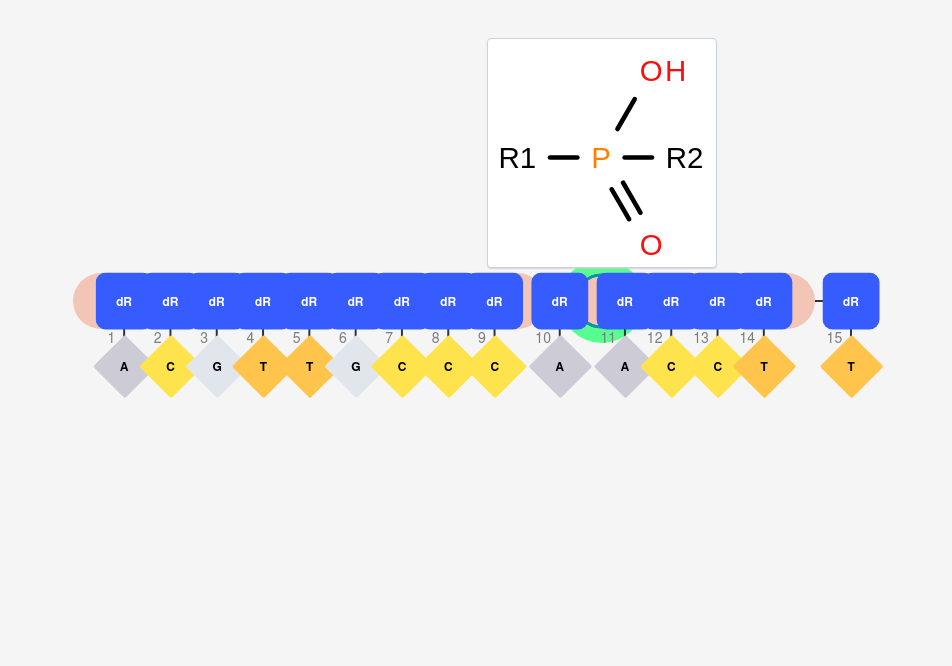 OH
R1 P R2
O
dR dR dR dR dR dR dR dR dR dR dR dR dR dR dR
1 2 3 4 5 6 7 8 9 10 11 12 13 14 15
A C G T T G C C C A A C C T T